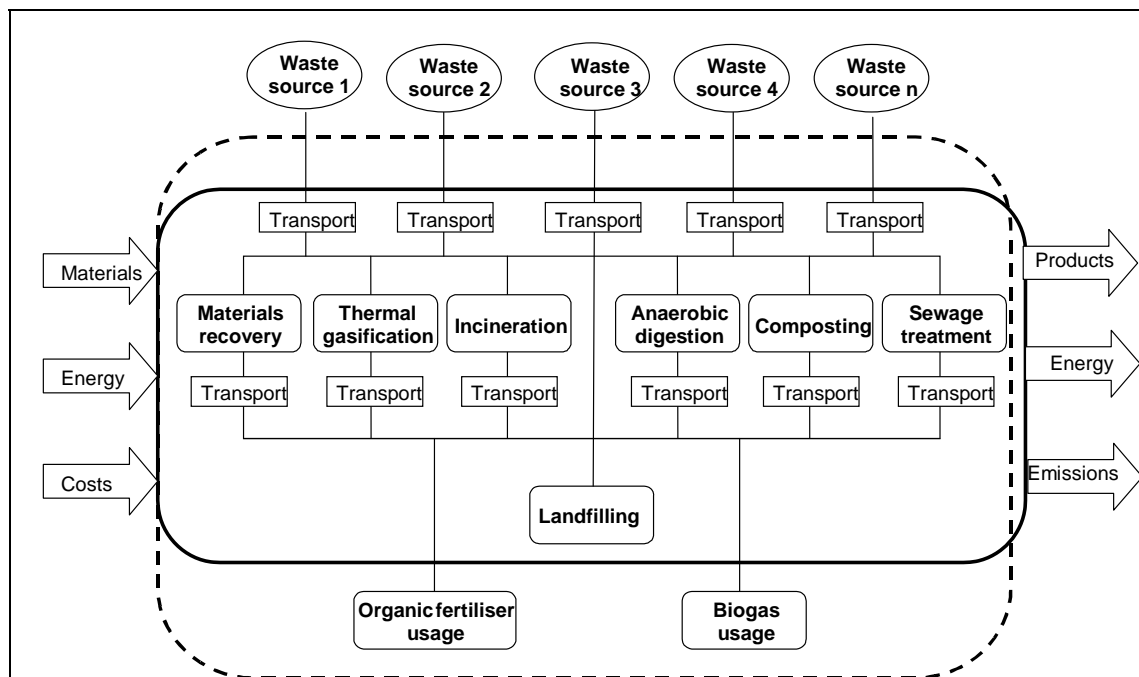 Waste
source 1
Waste
source 2
Waste
source 3
Waste
source 4
Waste
source n
Transport
Transport
Transport
Transport
Transport
Materials
Products
Materials
recovery
Thermal
gasification
Incineration
Anaerobic
digestion
Composting
Sewage
treatment
Energy
Energy
Transport
Transport
Transport
Transport
Transport
Transport
Costs
Emissions
Landfilling
Organic fertiliser
usage
Biogas
usage